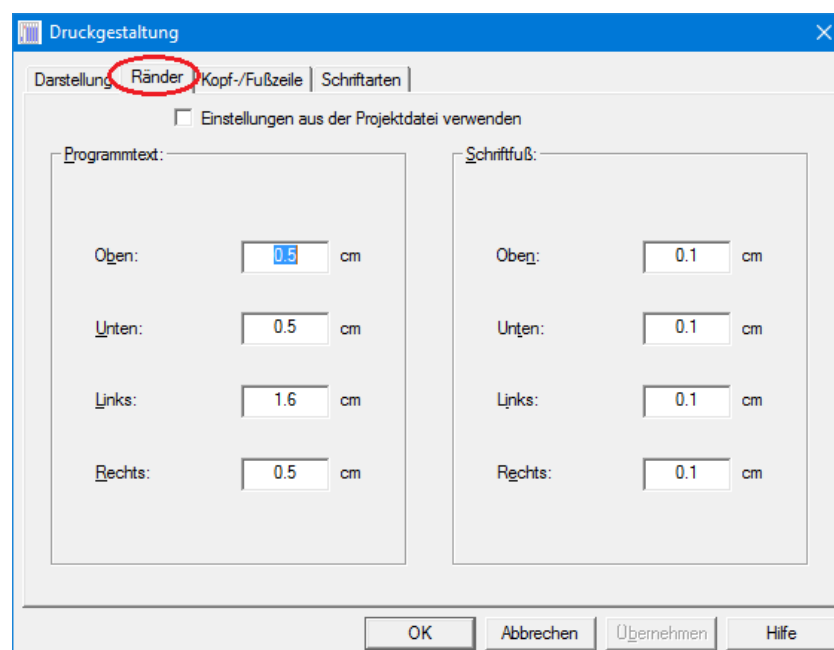 Druckgestaltung
Darstellung Ränder Kopf-/Fußzeile Schriftarten
Einstellungen aus der Projektdatei verwenden
Programmtext: Schriftfuß:
Oben: 0.5 cm Oben: 0.1 cm
Unten: 0.5 cm Unten: 0.1 cm
Links: 1.6 cm Links: 0.1 cm
Rechts: 0.5 cm Rechts: 0.1 cm
OK Abbrechen Übernehmen Hilfe